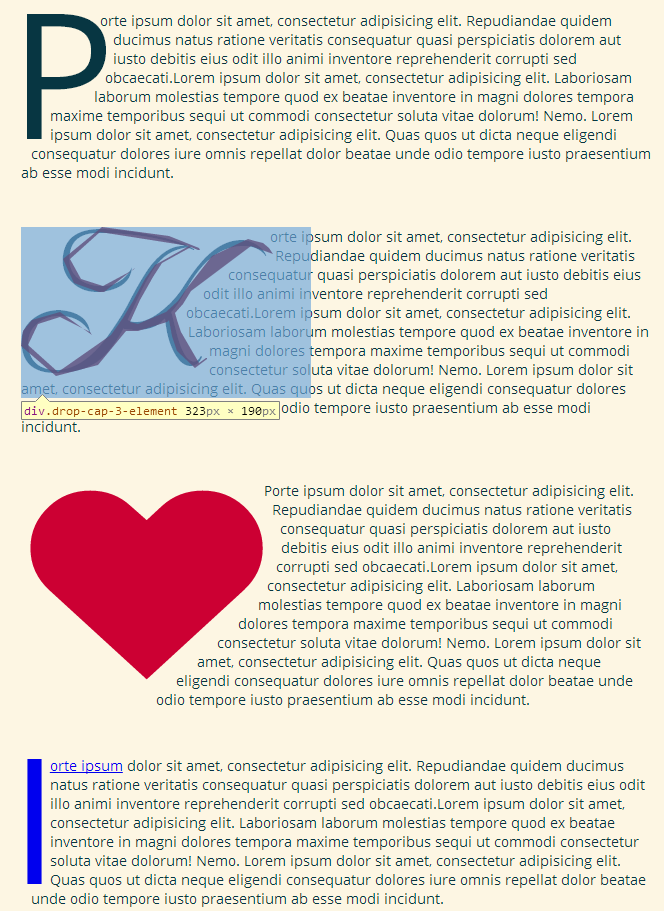 Porte ipsum dolor sit amet, consectetur adipisicing elit. Repudiandae quidem
ducimus natus ratione veritatis consequatur quasi perspiciatis dolorem aut
iusto debitis eius odit illo animi inventore reprehenderit corrupti sed
obcaecati.Lorem ipsum dolor sit amet, consectetur adipisicing elit. Laboriosam
laborum molestias tempore quod ex beatae inventore in magni dolores tempora
maxime temporibus sequi ut commodi consectetur soluta vitae dolorum! Nemo. Lorem
ipsum dolor sit amet, consectetur adipisicing elit. Quas quos ut dicta neque eligendi
consequatur dolores iure omnis repellat dolor beatae unde odio tempore iusto praesentium
ab esse modi incidunt.
K orte ipsum dolor sit amet, consectetur adipisicing elit.
Repudiandae quidem ducimus natus ratione veritatis
consequatur quasi perspiciatis dolorem aut iusto debitis eius
odit illo animi inventore reprehenderit corrupti sed
obcaecati.Lorem ipsum dolor sit amet, consectetur adipisicing elit.
Laboriosam laborum molestias tempore quod ex beatae inventore in
magni dolores tempora maxime temporibus sequi ut commodi
consectetur soluta vitae dolorum! Nemo. Lorem ipsum dolor sit
amet, consectetur adipisicing elit. Quas quos ut dicta neque eligendi consequatur dolores
div.drop-cap-3-element 323px × 190px odio tempore iusto praesentium ab esse modi
incidunt.
Porte ipsum dolor sit amet, consectetur adipisicing elit.
Repudiandae quidem ducimus natus ratione veritatis
consequatur quasi perspiciatis dolorem aut iusto
debitis eius odit illo animi inventore reprehenderit
corrupti sed obcaecati.Lorem ipsum dolor sit amet,
consectetur adipisicing elit. Laboriosam laborum
molestias tempore quod ex beatae inventore in magni
dolores tempora maxime temporibus sequi ut commodi
consectetur soluta vitae dolorum! Nemo. Lorem ipsum dolor sit
amet, consectetur adipisicing elit. Quas quos ut dicta neque
eligendi consequatur dolores iure omnis repellat dolor beatae unde
odio tempore iusto praesentium ab esse modi incidunt.
I orte ipsum dolor sit amet, consectetur adipisicing elit. Repudiandae quidem ducimus
natus ratione veritatis consequatur quasi perspiciatis dolorem aut iusto debitis eius odit
illo animi inventore reprehenderit corrupti sed obcaecati.Lorem ipsum dolor sit amet,
consectetur adipisicing elit. Laboriosam laborum molestias tempore quod ex beatae
inventore in magni dolores tempora maxime temporibus sequi ut commodi consectetur
soluta vitae dolorum! Nemo. Lorem ipsum dolor sit amet, consectetur adipisicing elit.
Quas quos ut dicta neque eligendi consequatur dolores iure omnis repellat dolor beatae
unde odio tempore iusto praesentium ab esse modi incidunt.